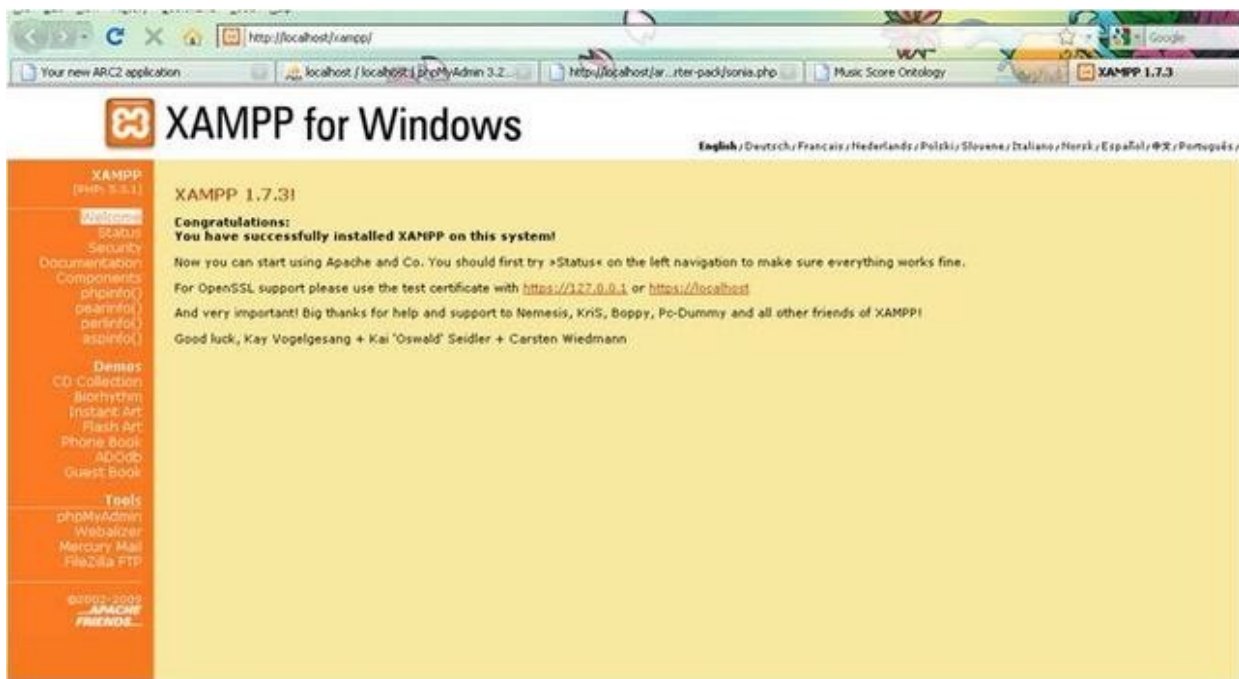 http://localhost/xampp/
Google
Your new ARC2 application
localhost / localhost | phpMyAdmin 3.2...
http://localhost/ar...rter-pack/sonia.php
Music Score Ontology
XAMPP 1.7.3
XAMPP for Windows
English / Deutsch / Francais / Nederlands / Polski / Slovene / Italiano / Norsk / Español / 中文 / Português /
XAMPP
[PHP: 5.3.1]
Welcome
Status
Security
Documentation
Components
phpinfo()
pearinfo()
perlinfo()
aspinfo()
Demos
CD Collection
Biorhythm
Instant Art
Flash Art
Phone Book
ADOdb
Guest Book
Tools
phpMyAdmin
Webalizer
Mercury Mail
FileZilla FTP
©2002-2009
...APACHE
FRIENDS...
XAMPP 1.7.3!
Congratulations:
You have successfully installed XAMPP on this system!
Now you can start using Apache and Co. You should first try »Status« on the left navigation to make sure everything works fine.
For OpenSSL support please use the test certificate with https://127.0.0.1 or https://localhost
And very important! Big thanks for help and support to Nemesis, KriS, Boppy, Pc-Dummy and all other friends of XAMPP!
Good luck, Kay Vogelgesang + Kai 'Oswald' Seidler + Carsten Wiedmann